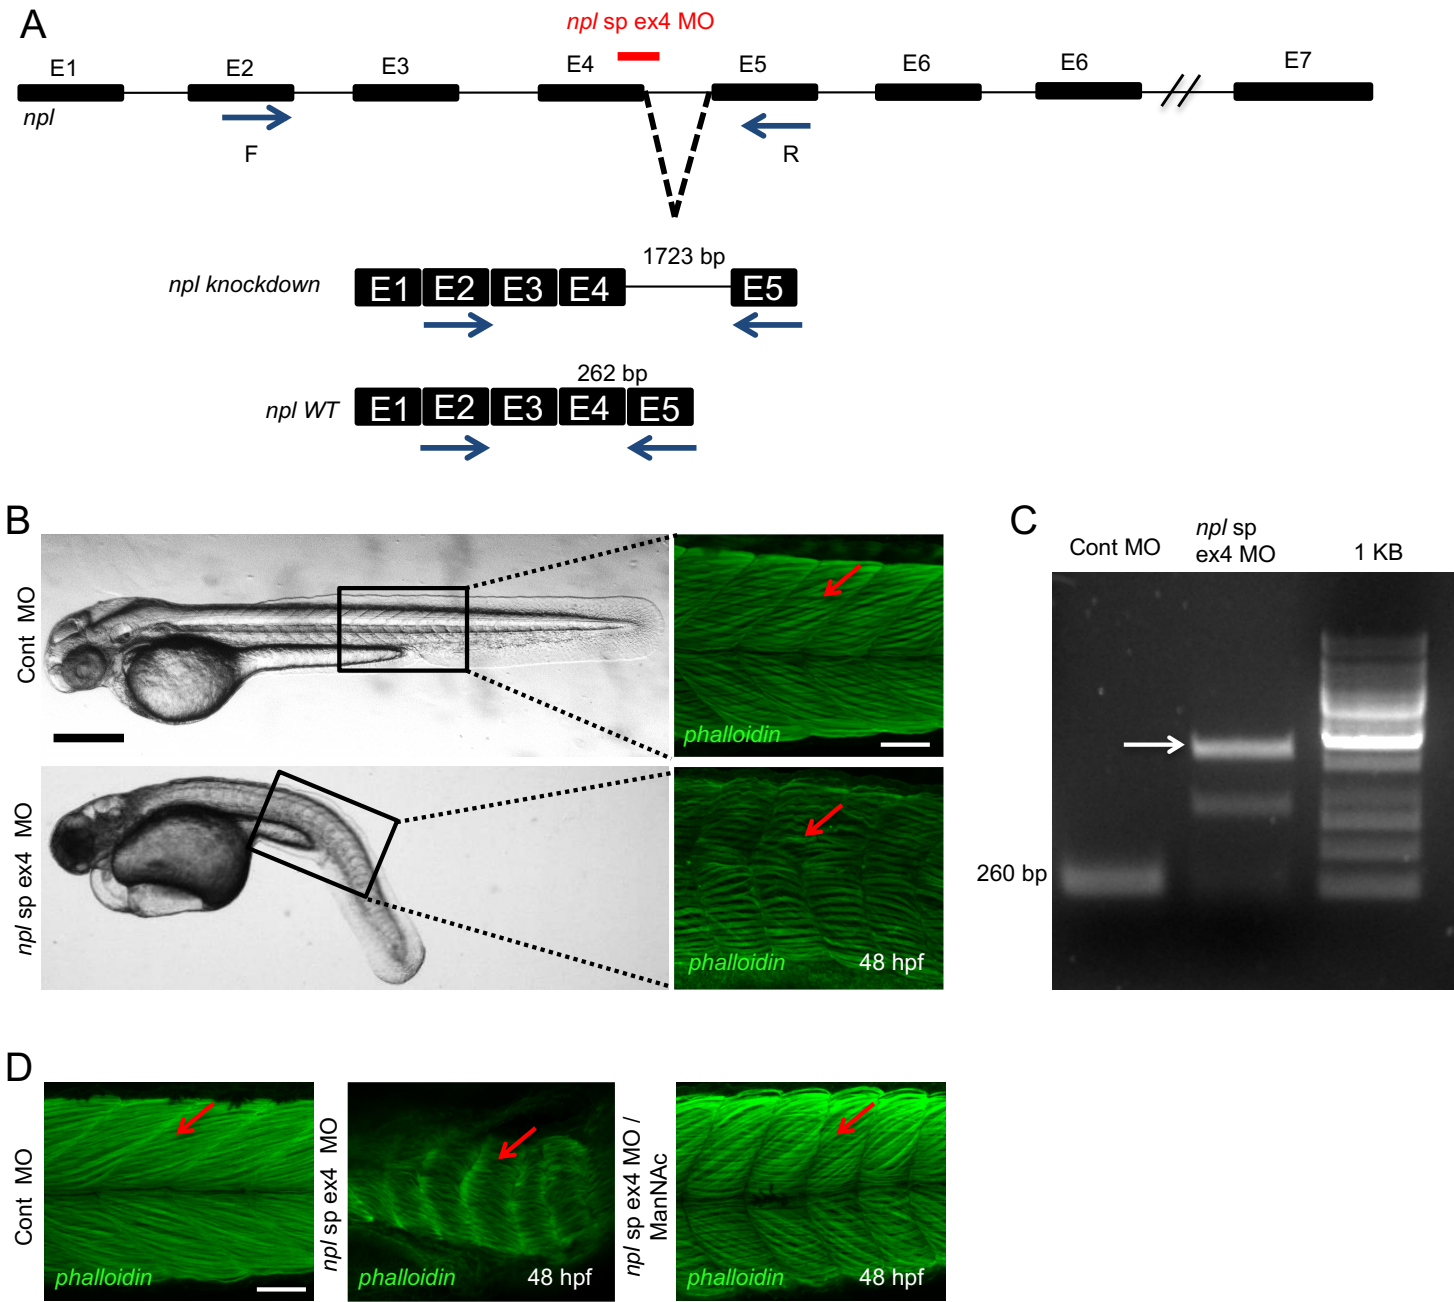 A
npl sp ex4 MO
E1 E2 E3 E4 E5 E6 E6 E7
npl
F R
1723 bp
npl knockdown E1 E2 E3 E4 E5
262 bp
npl WT E1 E2 E3 E4 E5
B
Cont MO
phalloidin
npl sp ex4 MO
phalloidin 48 hpf
C
Cont MO
npl sp
ex4 MO
1 KB
260 bp
D
Cont MO
phalloidin
npl sp ex4 MO
phalloidin 48 hpf
npl sp ex4 MO /
ManNAc
phalloidin 48 hpf